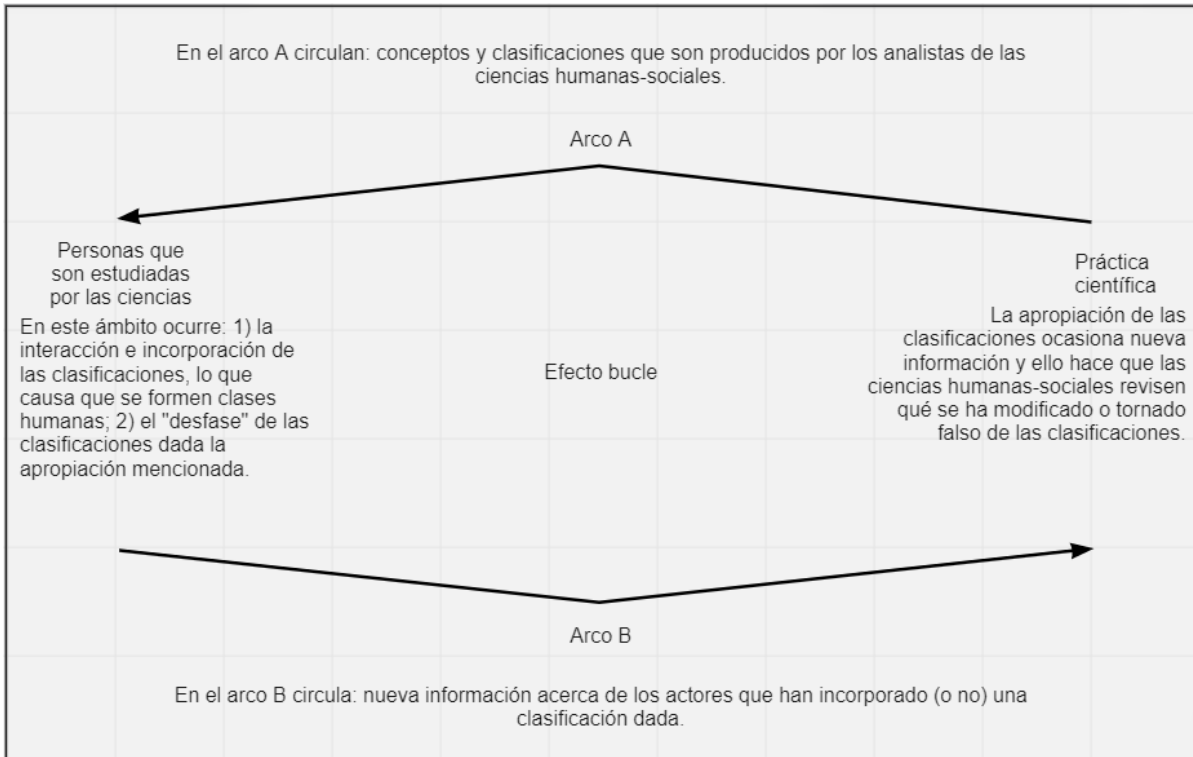 En el arco A circulan: conceptos y clasificaciones que son producidos por los analistas de las
ciencias humanas-sociales.
Arco A
Personas que
son estudiadas
por las ciencias
En este ámbito ocurre: 1) la
interacción e incorporación de
las clasificaciones, lo que
causa que se formen clases
humanas; 2) el "desfase" de las
clasificaciones dada la
apropiación mencionada.
Efecto bucle
Práctica
científica
La apropiación de las
clasificaciones ocasiona nueva
información y ello hace que las
ciencias humanas-sociales revisen
qué se ha modificado o tornado
falso de las clasificaciones.
Arco B
En el arco B circula: nueva información acerca de los actores que han incorporado (o no) una
clasificación dada.